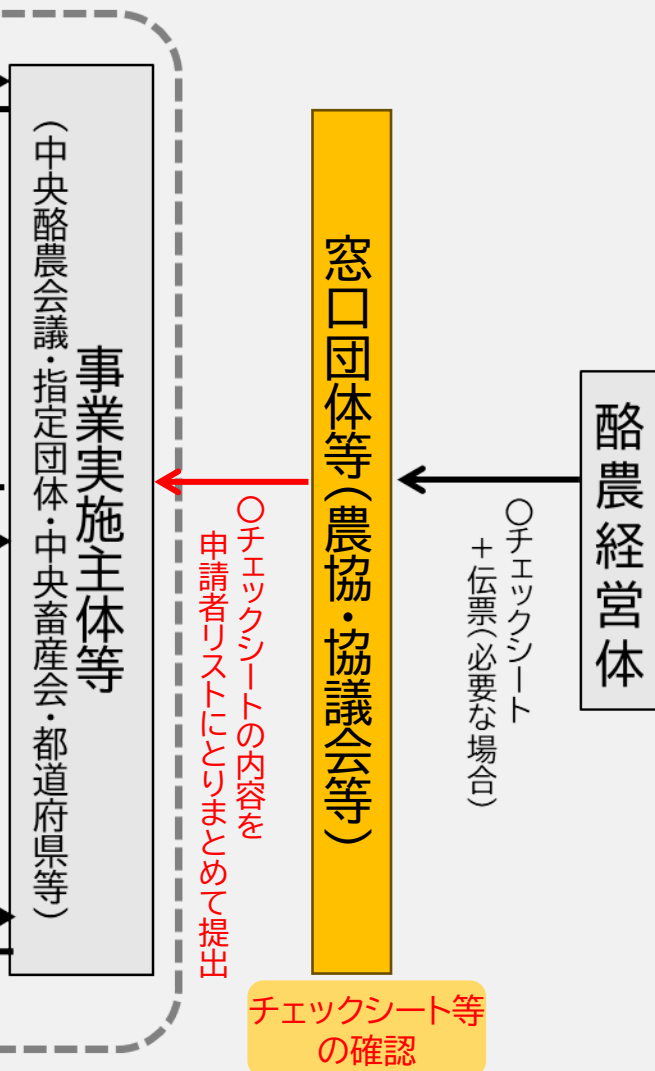 酪農経営体
〇チェックシート
＋伝票（必要な場合）
窓口団体等（農協・協議会等）
チェックシート等
の確認
〇チェックシートの内容を
申請者リストにとりまとめて提出
事業実施主体等
（中央酪農会議・指定団体・中央畜産会・都道府県等）